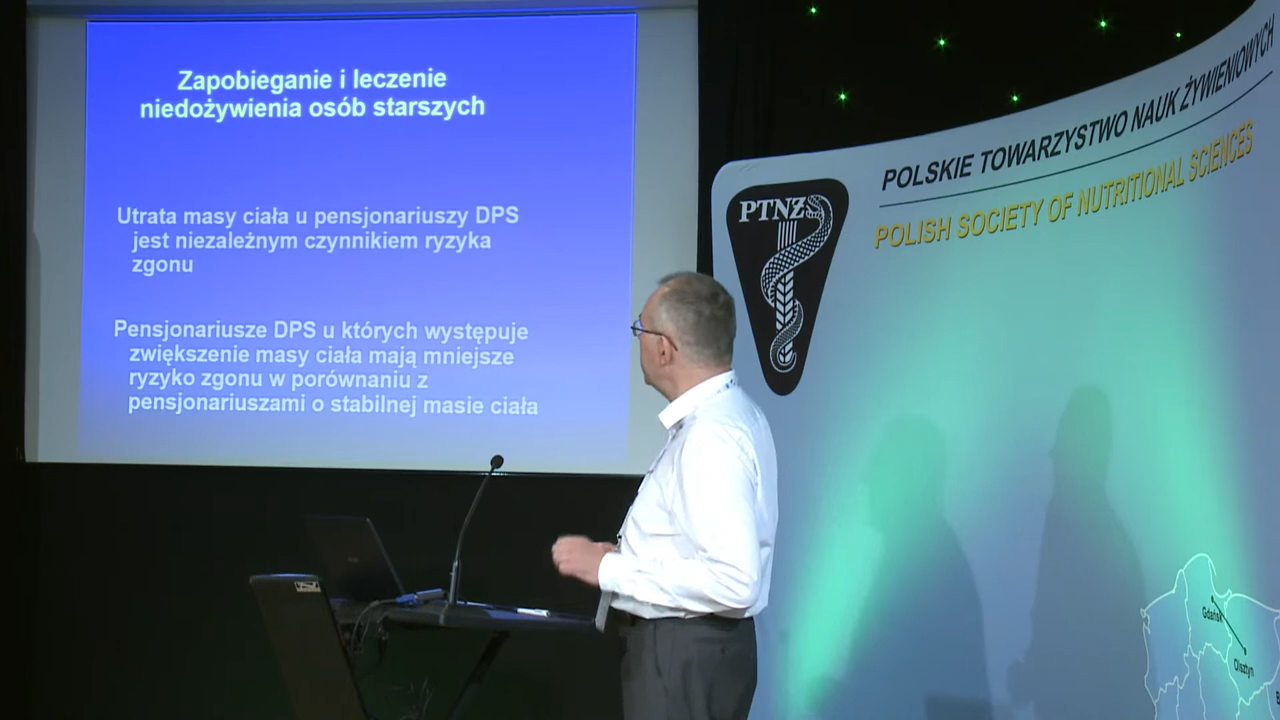 Zapobieganie i leczenie
niedożywienia osób starszych
Utrata masy ciała u pensjonariuszy DPS
jest niezależnym czynnikiem ryzyka
zgonu
Pensjonariusze DPS u których występuje
zwiększenie masy ciała mają mniejsze
ryzyko zgonu w porównaniu z
pensjonariuszami o stabilnej masie ciała
POLSKIE TOWARZYSTWO NAUK ŻYWIENIOWYCH
POLISH SOCIETY OF NUTRITIONAL SCIENCES
PTNŻ
Gdańsk
Olsztyn